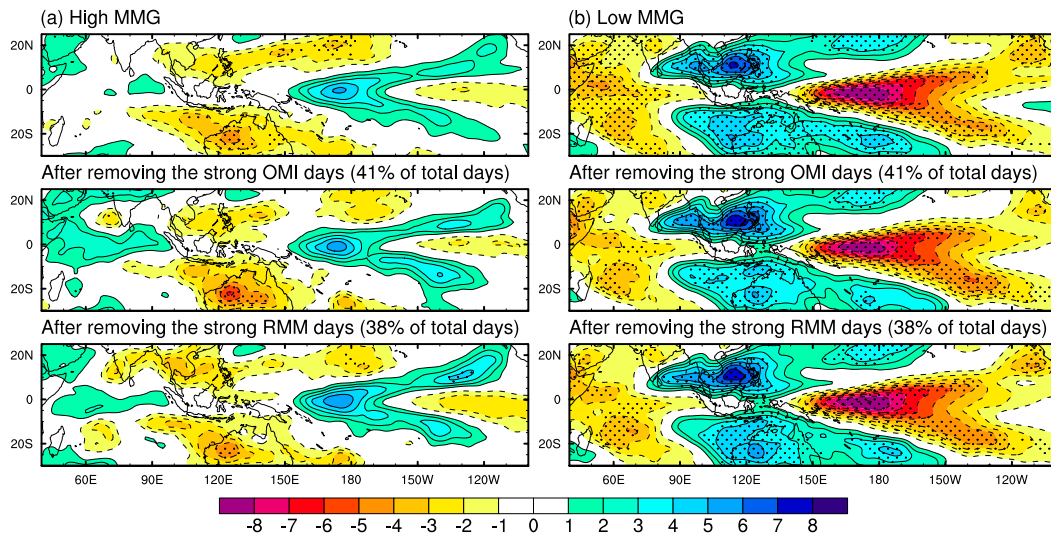 (a) High MMG
(b) Low MMG
20N
0
20S
After removing the strong OMI days (41% of total days)
After removing the strong OMI days (41% of total days)
20N
0
20S
After removing the strong RMM days (38% of total days)
After removing the strong RMM days (38% of total days)
20N
0
20S
60E 90E 120E 150E 180 150W 120W
60E 90E 120E 150E 180 150W 120W
-8 -7 -6 -5 -4 -3 -2 -1 0 1 2 3 4 5 6 7 8